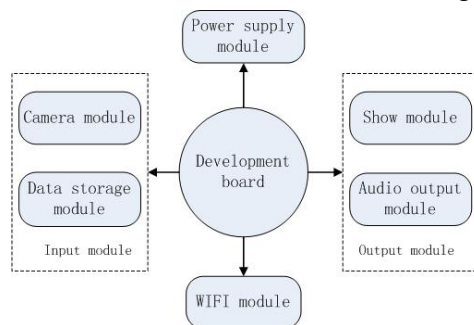 Power supply
module
Camera module
Data storage
module
Input module
Development
board
Show module
Audio output
module
Output module
WIFI module